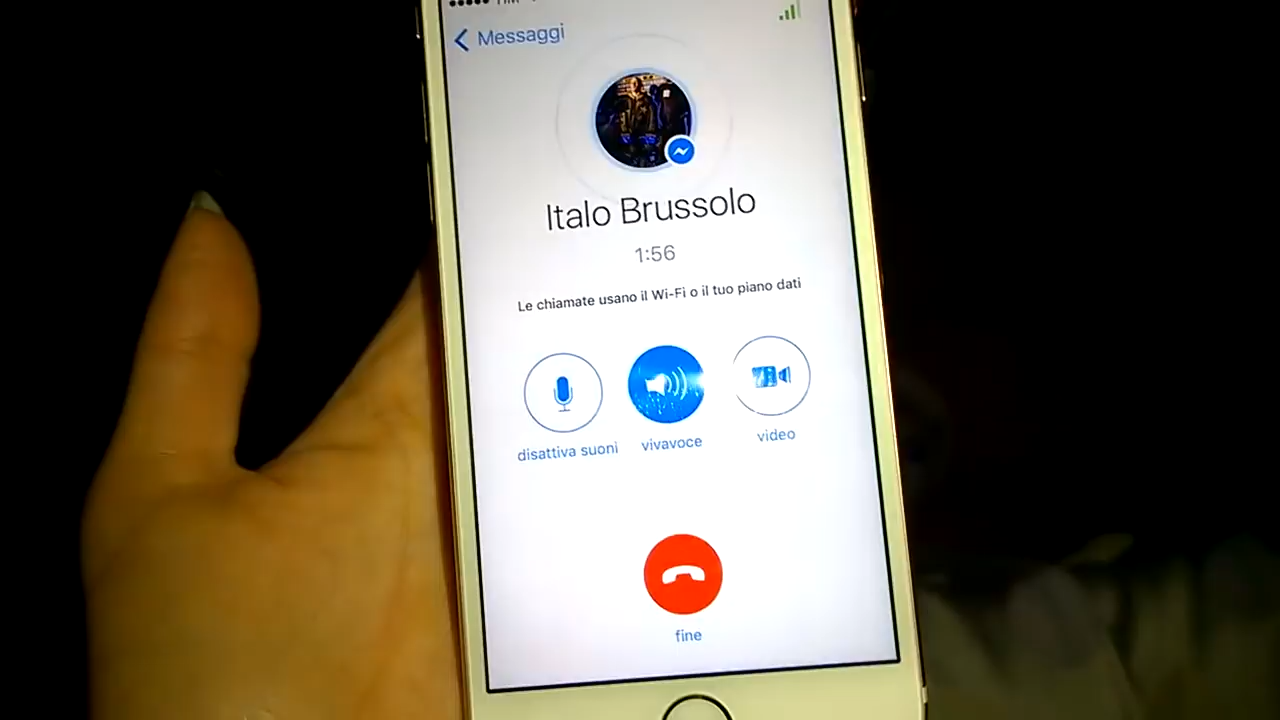 TIM
Messaggi
Italo Brussolo
1:56
Le chiamate usano il Wi-Fi o il tuo piano dati
disattiva suoni
vivavoce
video
fine